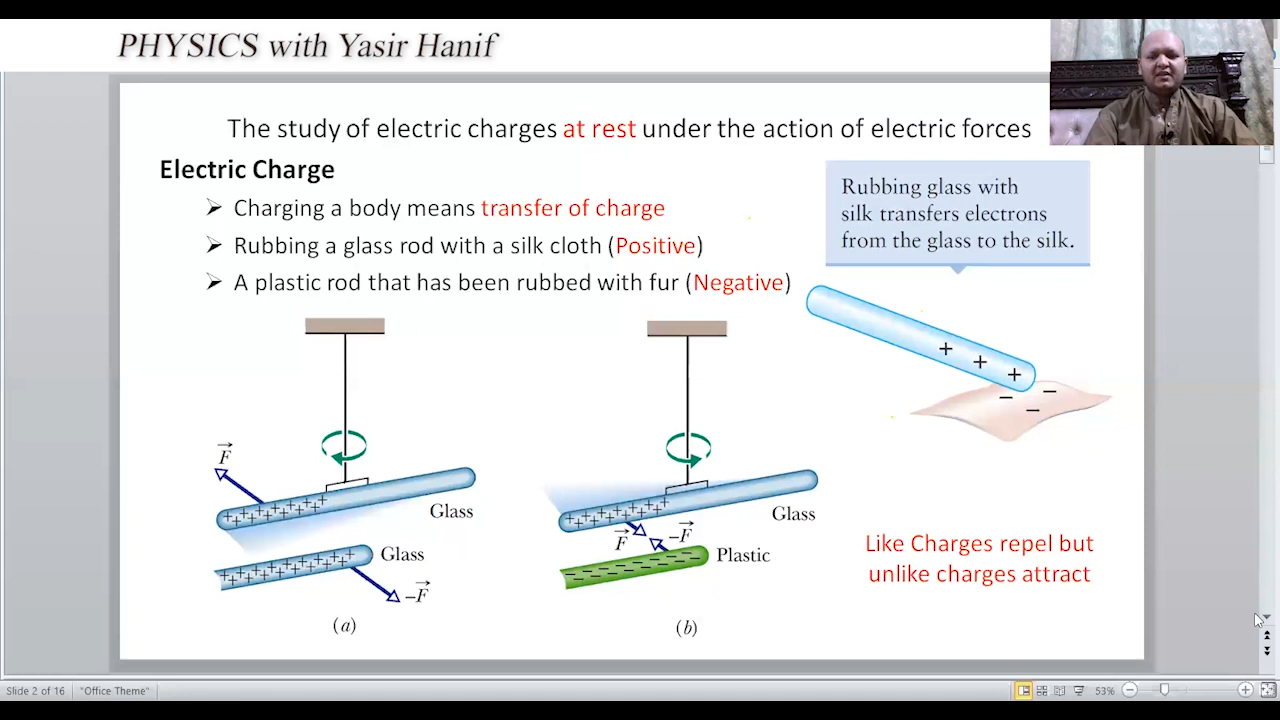 PHYSICS with Yasir Hanif
The study of electric charges at rest under the action of electric forces
Electric Charge
➢ Charging a body means transfer of charge
➢ Rubbing a glass rod with a silk cloth (Positive)
➢ A plastic rod that has been rubbed with fur (Negative)
Rubbing glass with
silk transfers electrons
from the glass to the silk.
+ + +
− − −
F
Glass
Glass
−F
(a)
Glass
F
−F
Plastic
(b)
Like Charges repel but
unlike charges attract
Slide 2 of 16
"Office Theme"
53%